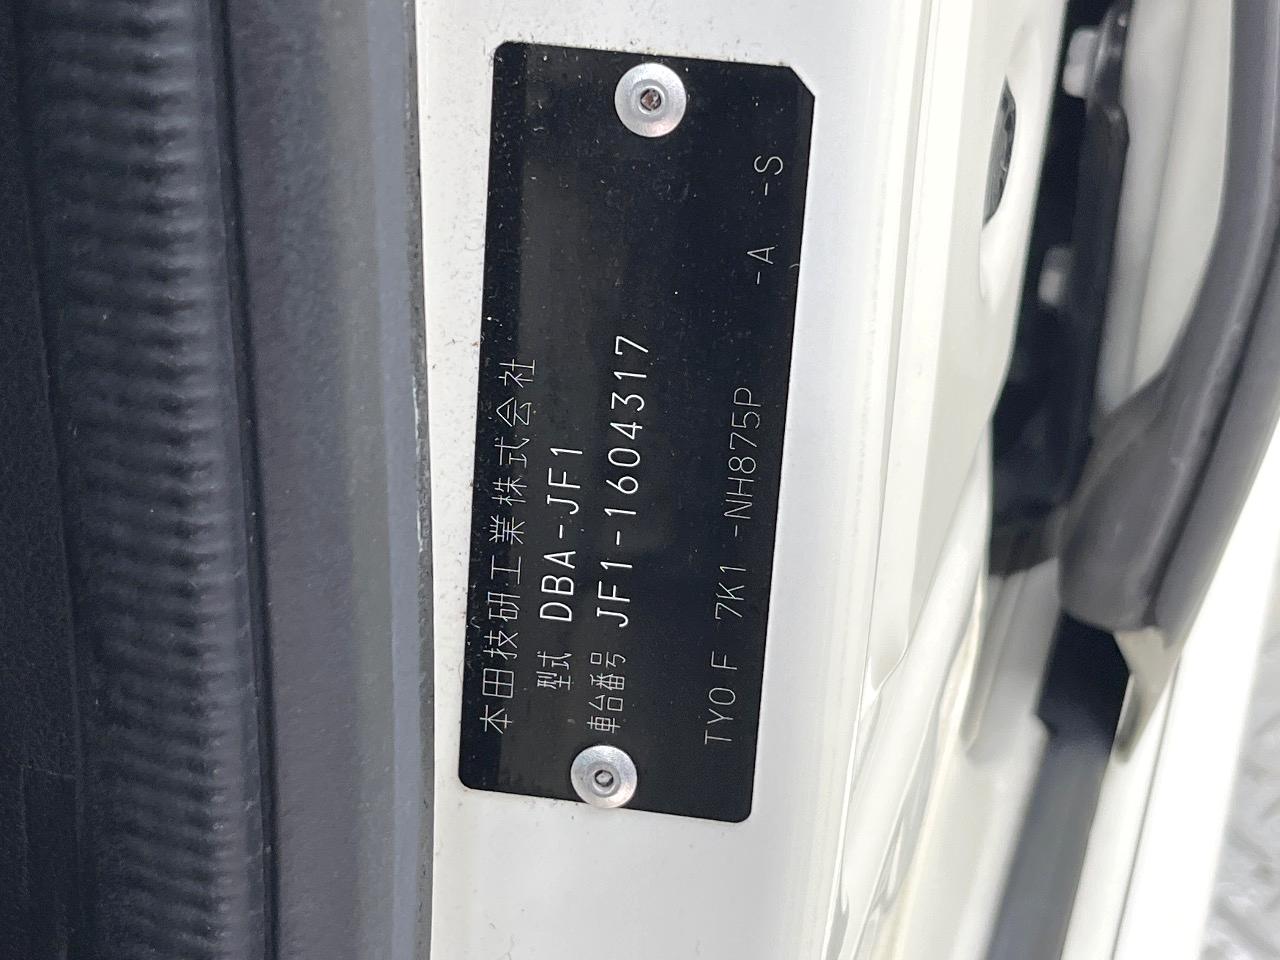 本田技研工業株式会社
型式 DBA-JF1
車台番号 JF1-1604317
TYO F 7K1 -NH875P -A -S